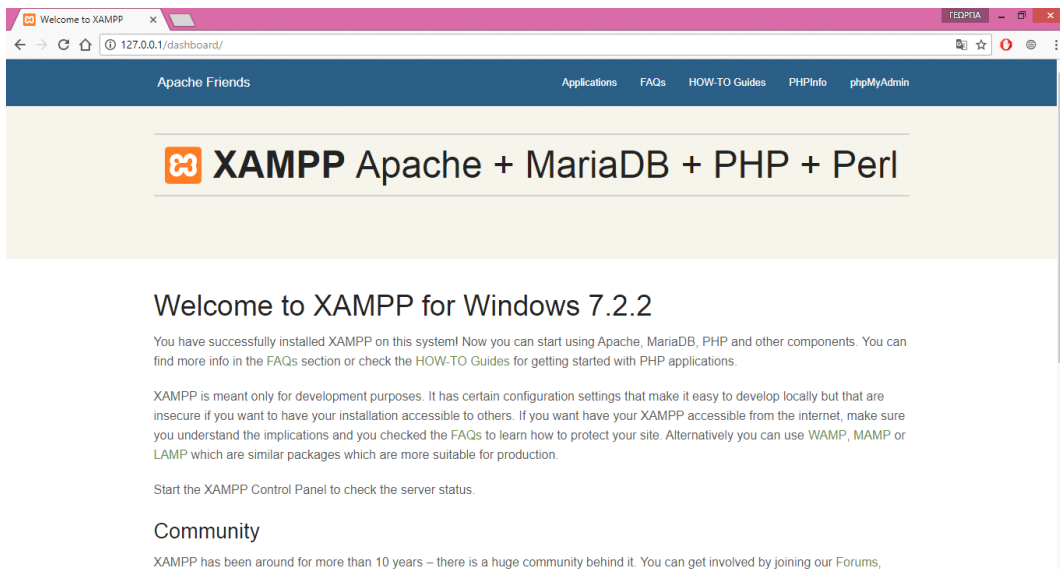 Welcome to XAMPP
ΓΕΩΡΓΙΑ
127.0.0.1/dashboard/
Apache Friends
Applications
FAQs
HOW-TO Guides
PHPInfo
phpMyAdmin
XAMPP Apache + MariaDB + PHP + Perl
Welcome to XAMPP for Windows 7.2.2
You have successfully installed XAMPP on this system! Now you can start using Apache, MariaDB, PHP and other components. You can
find more info in the FAQs section or check the HOW-TO Guides for getting started with PHP applications.
XAMPP is meant only for development purposes. It has certain configuration settings that make it easy to develop locally but that are
insecure if you want to have your installation accessible to others. If you want have your XAMPP accessible from the internet, make sure
you understand the implications and you checked the FAQs to learn how to protect your site. Alternatively you can use WAMP, MAMP or
LAMP which are similar packages which are more suitable for production.
Start the XAMPP Control Panel to check the server status.
Community
XAMPP has been around for more than 10 years – there is a huge community behind it. You can get involved by joining our Forums,